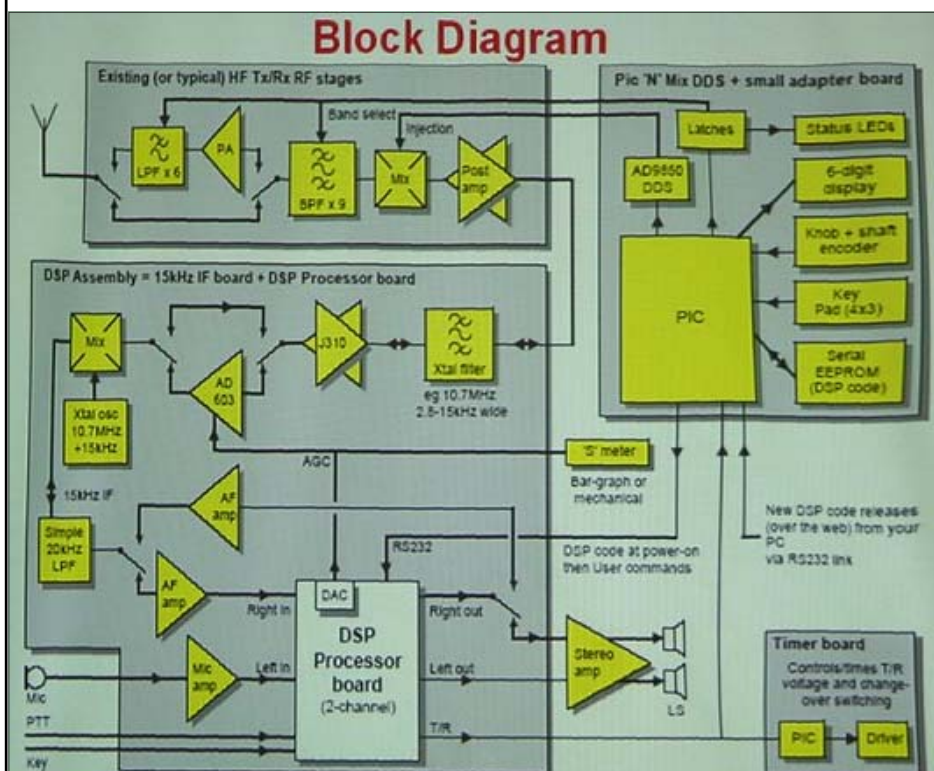 Block Diagram
Existing (or typical) HF Tx/Rx RF stages
LPF x 6
PA
Band select
Injection
BPF x 9
Mix
Post
amp
Pic 'N' Mix DDS + small adapter board
Latches
Status LEDs
AD9850
DDS
6-digit
display
Knob + shaft
encoder
PIC
Key
Pad (4x3)
Serial
EEPROM
(DSP code)
DSP Assembly = 15kHz IF board + DSP Processor board
Mix
AD
603
J310
Xtal filter
eg 10.7MHz
2.8-15kHz wide
Xtal osc
10.7MHz
+15kHz
AGC
'S' meter
Bar-graph or
mechanical
15kHz IF
AF
amp
Simple
20kHz
LPF
RS232
DSP code at power-on
then User commands
New DSP code releases
(over the web) from your
PC
via RS232 link
AF
amp
Right in
DAC
Right out
DSP
Processor
board
(2-channel)
Mic
amp
Left in
Left out
Stereo
amp
LS
Mic
PTT
Key
T/R
Timer board
Controls/times T/R
voltage and change-
over switching
PIC
Driver